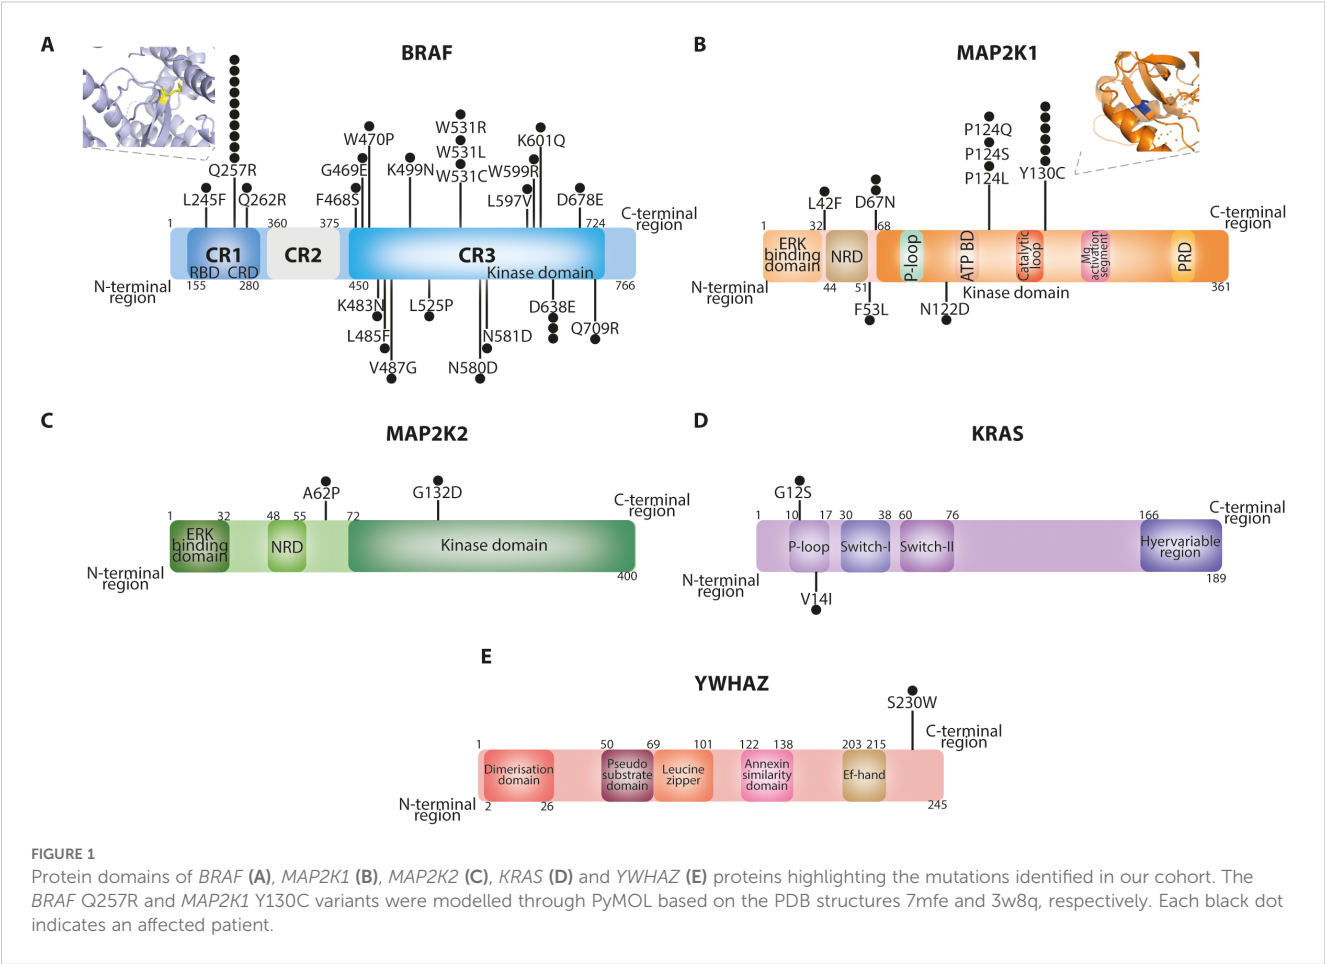 A
BRAF
Q257R
L245F
Q262R
W470P
G469E
F468S
K499N
W531R
W531L
W531C
K601Q
W599R
L597V
D678E
C-terminal
region
1
360
375
724
CR1
CR2
CR3
RBD
CRD
Kinase domain
N-terminal
region
155
280
450
766
K483N
L485F
V487G
L525P
N580D
N581D
D638E
Q709R
B
MAP2K1
L42F
D67N
P124Q
P124S
P124L
Y130C
C-terminal
region
1
32
68
ERK
binding
domain
NRD
P-loop
ATP BD
Catalytic
loop
Mg
activation
segment
PRD
N-terminal
region
44
51
Kinase domain
361
F53L
N122D
C
MAP2K2
A62P
G132D
C-terminal
region
1
32
48
55
72
ERK
binding
domain
NRD
Kinase domain
N-terminal
region
400
D
KRAS
G12S
C-terminal
region
1
10
17
30
38
60
76
166
P-loop
Switch-I
Switch-II
Hyervariable
region
N-terminal
region
189
V14I
E
YWHAZ
S230W
C-terminal
region
1
50
69
101
122
138
203
215
Dimerisation
domain
Pseudo
substrate
domain
Leucine
zipper
Annexin
similarity
domain
Ef-hand
N-terminal
region
2
26
245
FIGURE 1
Protein domains of BRAF (A), MAP2K1 (B), MAP2K2 (C), KRAS (D) and YWHAZ (E) proteins highlighting the mutations identified in our cohort. The
BRAF Q257R and MAP2K1 Y130C variants were modelled through PyMOL based on the PDB structures 7mfe and 3w8q, respectively. Each black dot
indicates an affected patient.